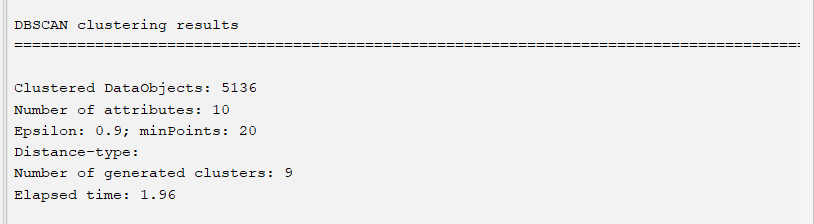 DBSCAN clustering results
========================================================================================
Clustered DataObjects: 5136
Number of attributes: 10
Epsilon: 0.9; minPoints: 20
Distance-type:
Number of generated clusters: 9
Elapsed time: 1.96